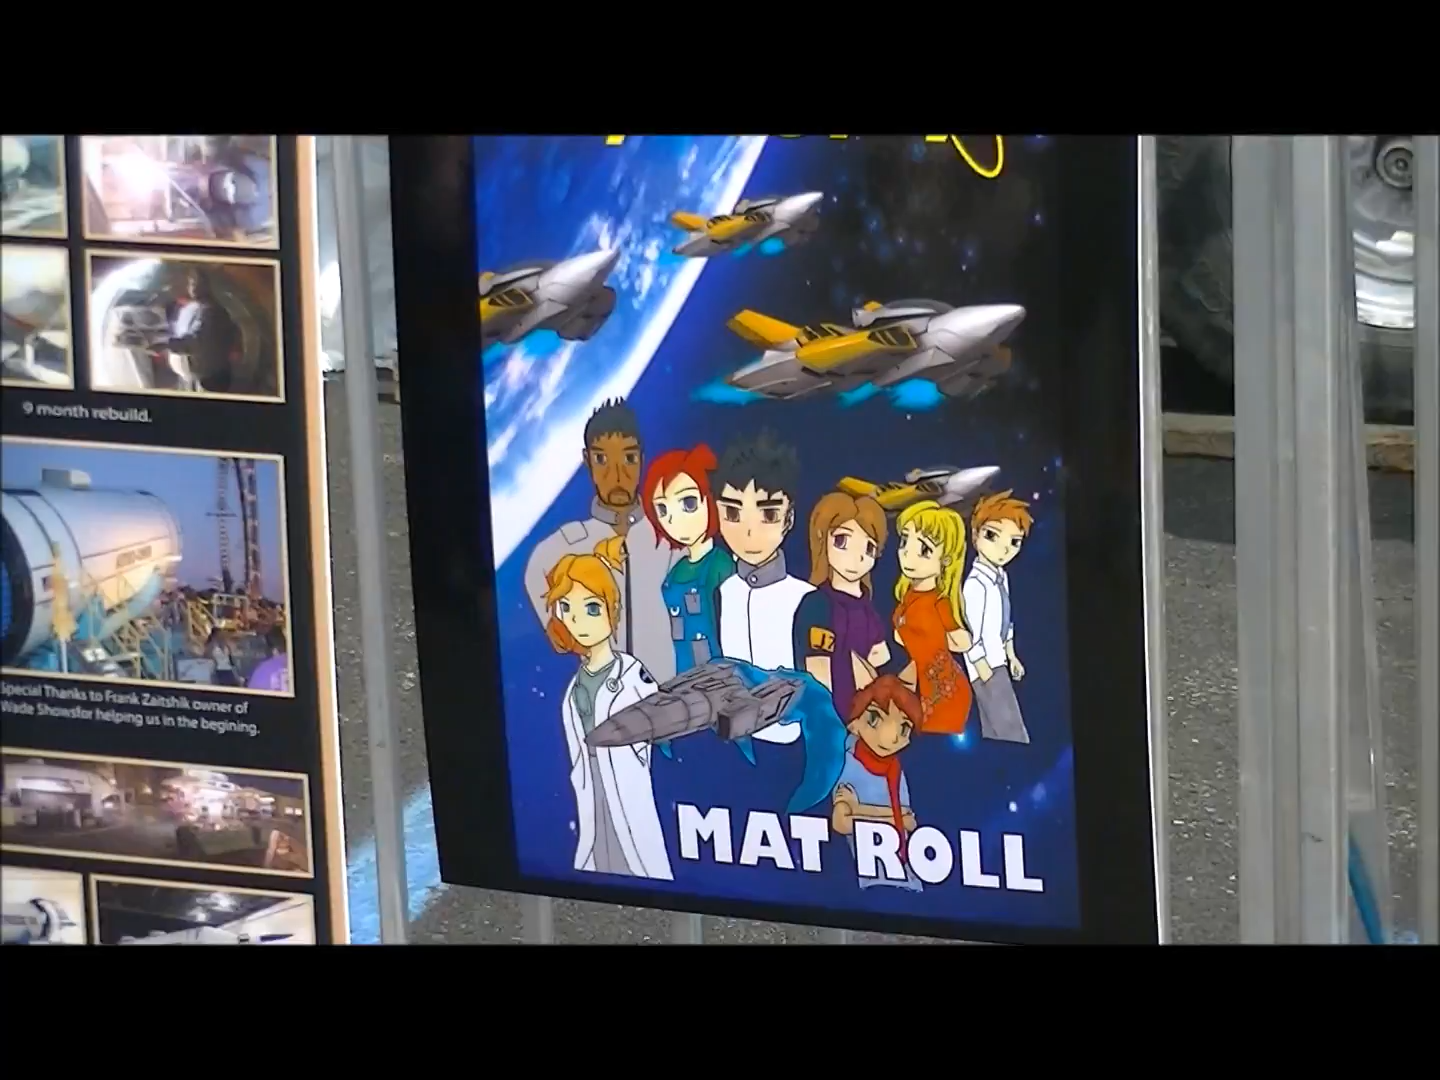 9 month rebuild.
Special Thanks to Frank Zaitshik owner of
Wade Showsfor helping us in the begining.
17
MAT ROLL